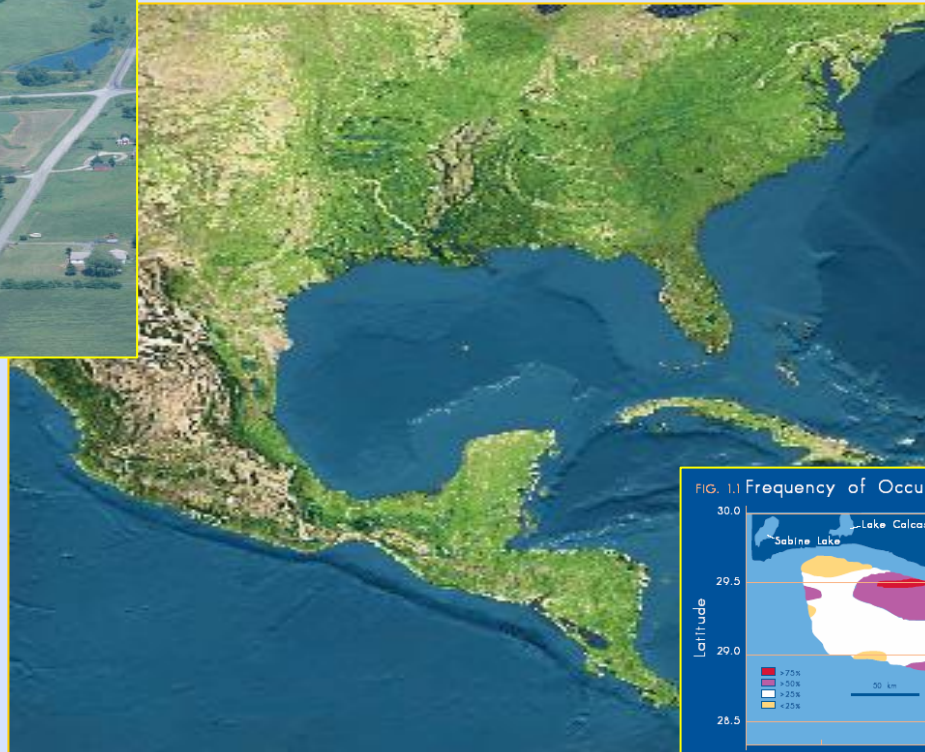 FIG. 1.1 Frequency of Occu
30.0
Lake Calcas
Sabine Lake
29.5
Latitude
29.0
>75%
>50%
>25%
<25%
50 km
28.5